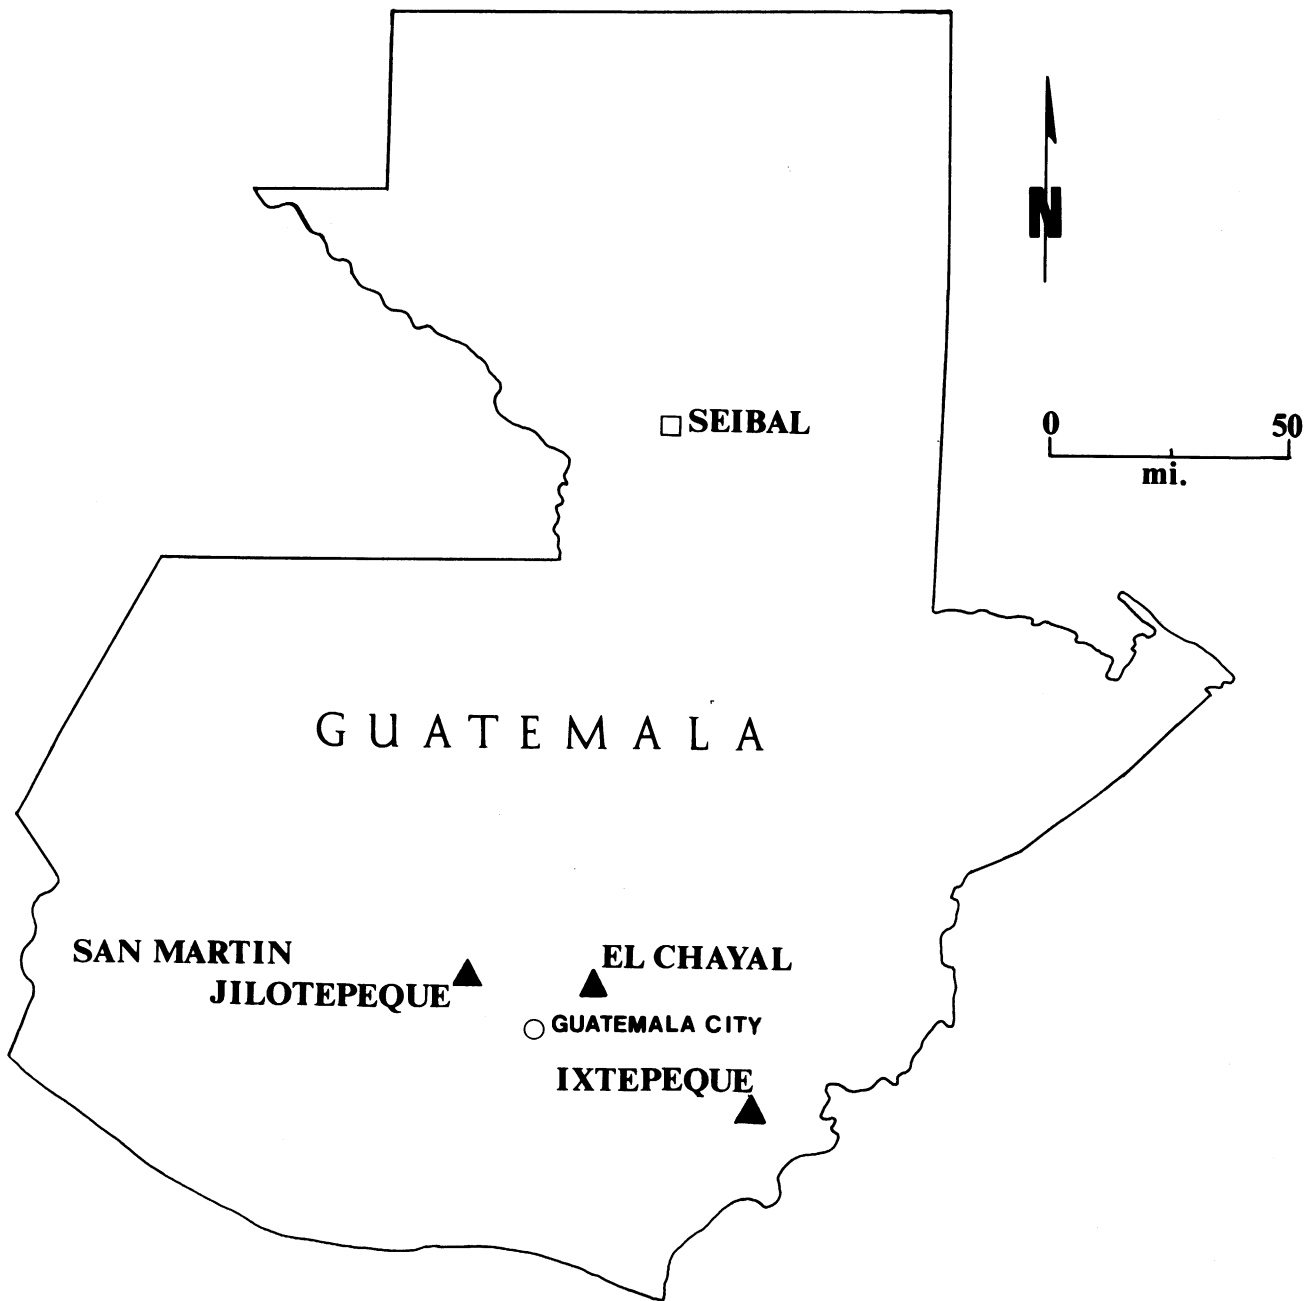 N
SEIBAL
0 50
mi.
GUATEMALA
SAN MARTIN
JILOTEPEQUE
EL CHAYAL
GUATEMALA CITY
IXTEPEQUE